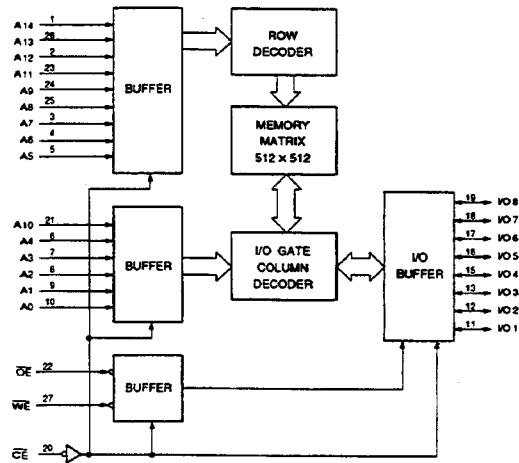 A14 1
A13 26
A12 2
A11 23
A9 24
A8 25
A7 3
A6 4
A5 5
BUFFER
ROW
DECODER
MEMORY
MATRIX
512 × 512
A10 21
A4 6
A3 7
A2 8
A1 9
A0 10
BUFFER
I/O GATE
COLUMN
DECODER
I/O
BUFFER
19 I/O 8
18 I/O 7
17 I/O 6
16 I/O 5
15 I/O 4
13 I/O 3
12 I/O 2
11 I/O 1
OE 22
WE 27
BUFFER
CE 20